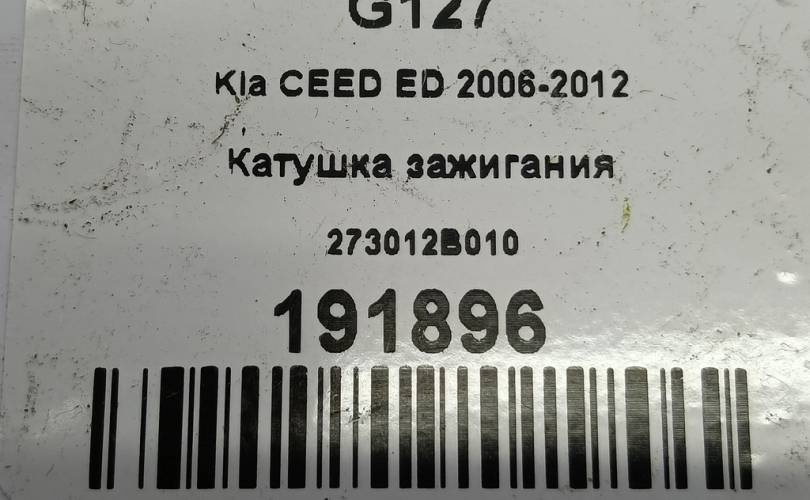 G127
Kia CEED ED 2006-2012
Катушка зажигания
273012B010
191896